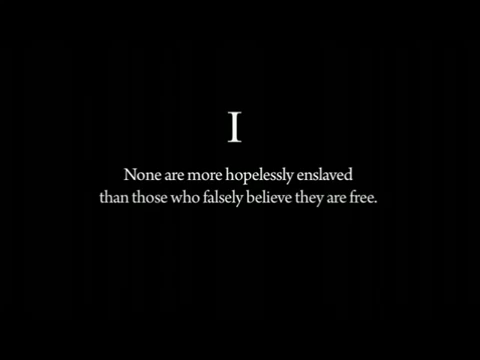 I
None are more hopelessly enslaved
than those who falsely believe they are free.